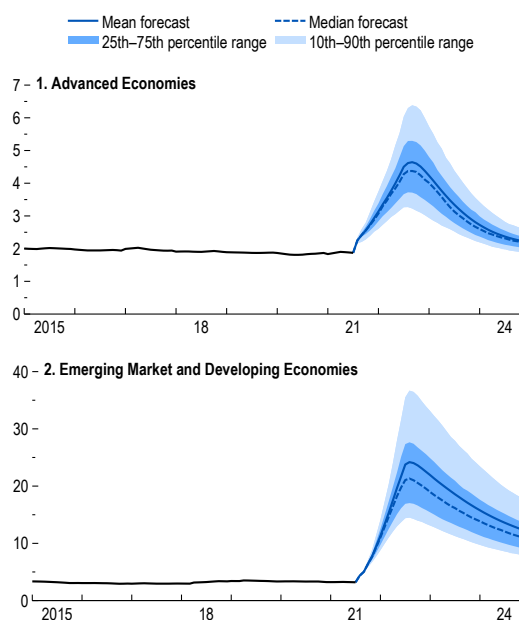 Mean forecast
Median forecast
25th–75th percentile range
10th–90th percentile range
1. Advanced Economies
7
6
5
4
3
2
1
0
2015 18 21 24
2. Emerging Market and Developing Economies
40
30
20
10
0
2015 18 21 24